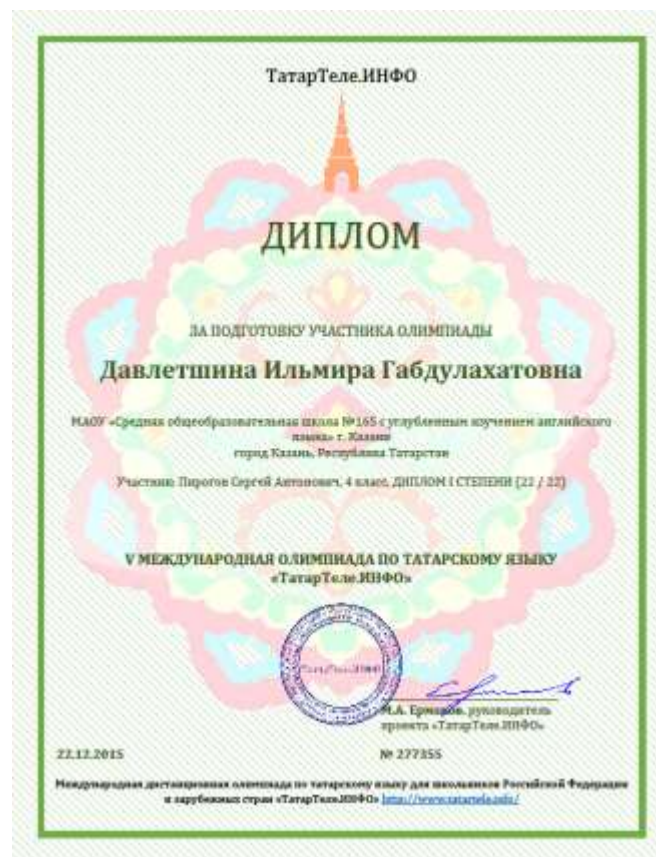 ТатарТеле.ИНФО
ДИПЛОМ
ЗА ПОДГОТОВКУ УЧАСТНИКА ОЛИМПИАДЫ
Давлетшина Ильмира Габдулахатовна
МАОУ «Средняя общеобразовательная школа №165 с углубленным изучением английского
языка» г. Казани
город Казань, Республика Татарстан
Участник: Пирогов Сергей Антонович, 4 класс, ДИПЛОМ I СТЕПЕНИ (22 / 22)
V МЕЖДУНАРОДНАЯ ОЛИМПИАДА ПО ТАТАРСКОМУ ЯЗЫКУ
«ТатарТеле.ИНФО»
ТатарТеле.ИНФО
М.А. Ермаков, руководитель
проекта «ТатарТеле.ИНФО»
22.12.2015
№ 277355
Международная дистанционная олимпиада по татарскому языку для школьников Российской Федерации
и зарубежных стран «ТатарТеле.ИНФО» http://www.tatartele.info/